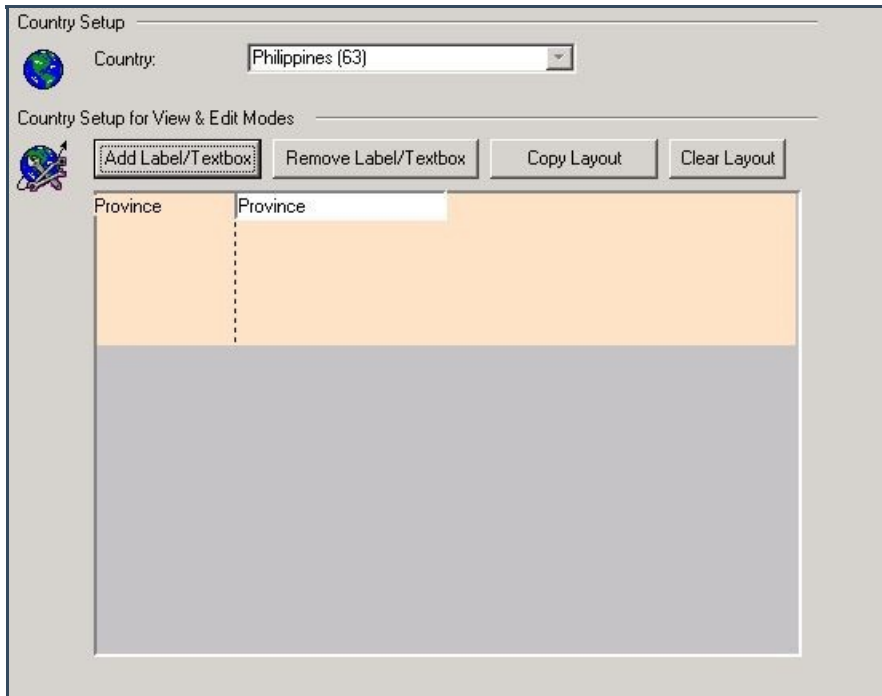 Country Setup
Country: Philippines (63)
Country Setup for View & Edit Modes
Add Label/Textbox Remove Label/Textbox Copy Layout Clear Layout
Province Province